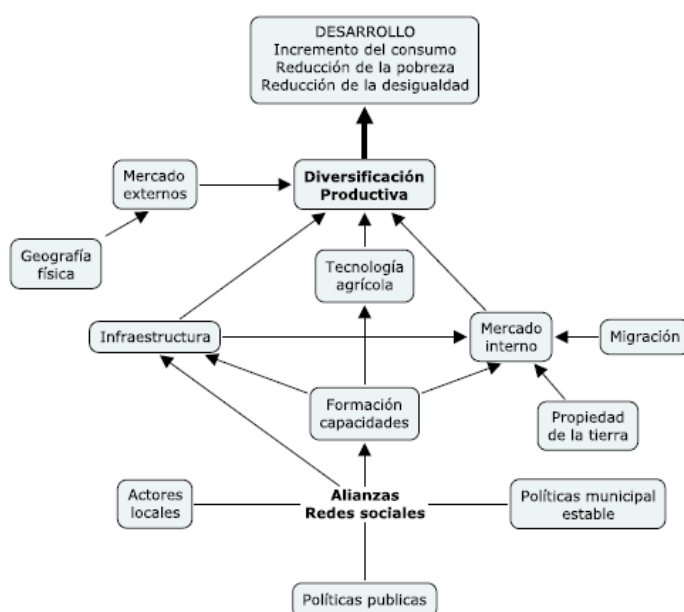 DESARROLLO
Incremento del consumo
Reducción de la pobreza
Reducción de la desigualdad
Mercado
externos
Diversificación
Productiva
Geografía
física
Tecnología
agrícola
Infraestructura
Mercado
interno
Migración
Formación
capacidades
Propiedad
de la tierra
Actores
locales
Alianzas
Redes sociales
Políticas municipal
estable
Políticas publicas